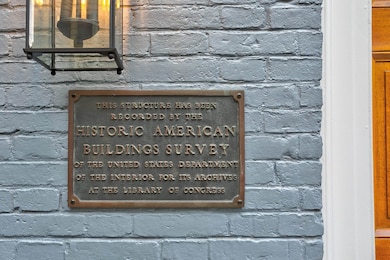 THIS STRUCTURE HAS BEEN
RECORDED BY THE
HISTORIC AMERICAN
BUILDINGS SURVEY
OF THE UNITED STATES DEPARTMENT
OF THE INTERIOR FOR ITS ARCHIVES
AT THE LIBRARY OF CONGRESS